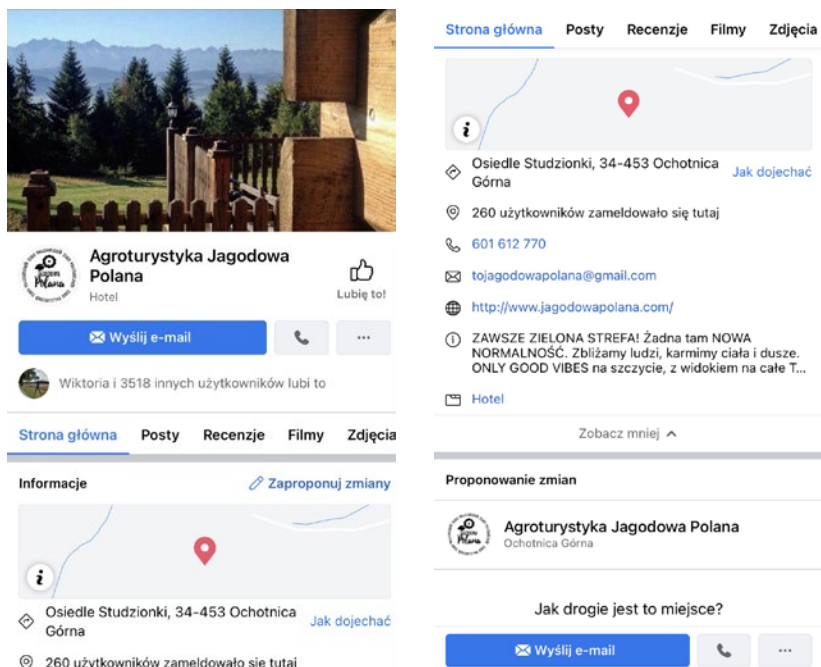 Agroturystyka Jagodowa
Polana
Hotel
Lubię to!
Wyślij e-mail
Wiktoria i 3518 innych użytkowników lubi to
Strona główna Posty Recenzje Filmy Zdjęcia
Informacje
Zaproponuj zmiany
Osiedle Studzionki, 34-453 Ochotnica
Górna
Jak dojechać
260 użytkowników zameldowało się tutaj
Strona główna Posty Recenzje Filmy Zdjęcia
Osiedle Studzionki, 34-453 Ochotnica
Górna
Jak dojechać
260 użytkowników zameldowało się tutaj
601 612 770
tojagodowapolana@gmail.com
http://www.jagodowapolana.com/
ZAWSZE ZIELONA STREFA! Żadna tam NOWA
NORMALNOŚĆ. Zbliżamy ludzi, karmimy ciała i dusze.
ONLY GOOD VIBES na szczycie, z widokiem na całe T...
Hotel
Zobacz mniej
Proponowanie zmian
Agroturystyka Jagodowa Polana
Ochotnica Górna
Jak drogie jest to miejsce?
Wyślij e-mail